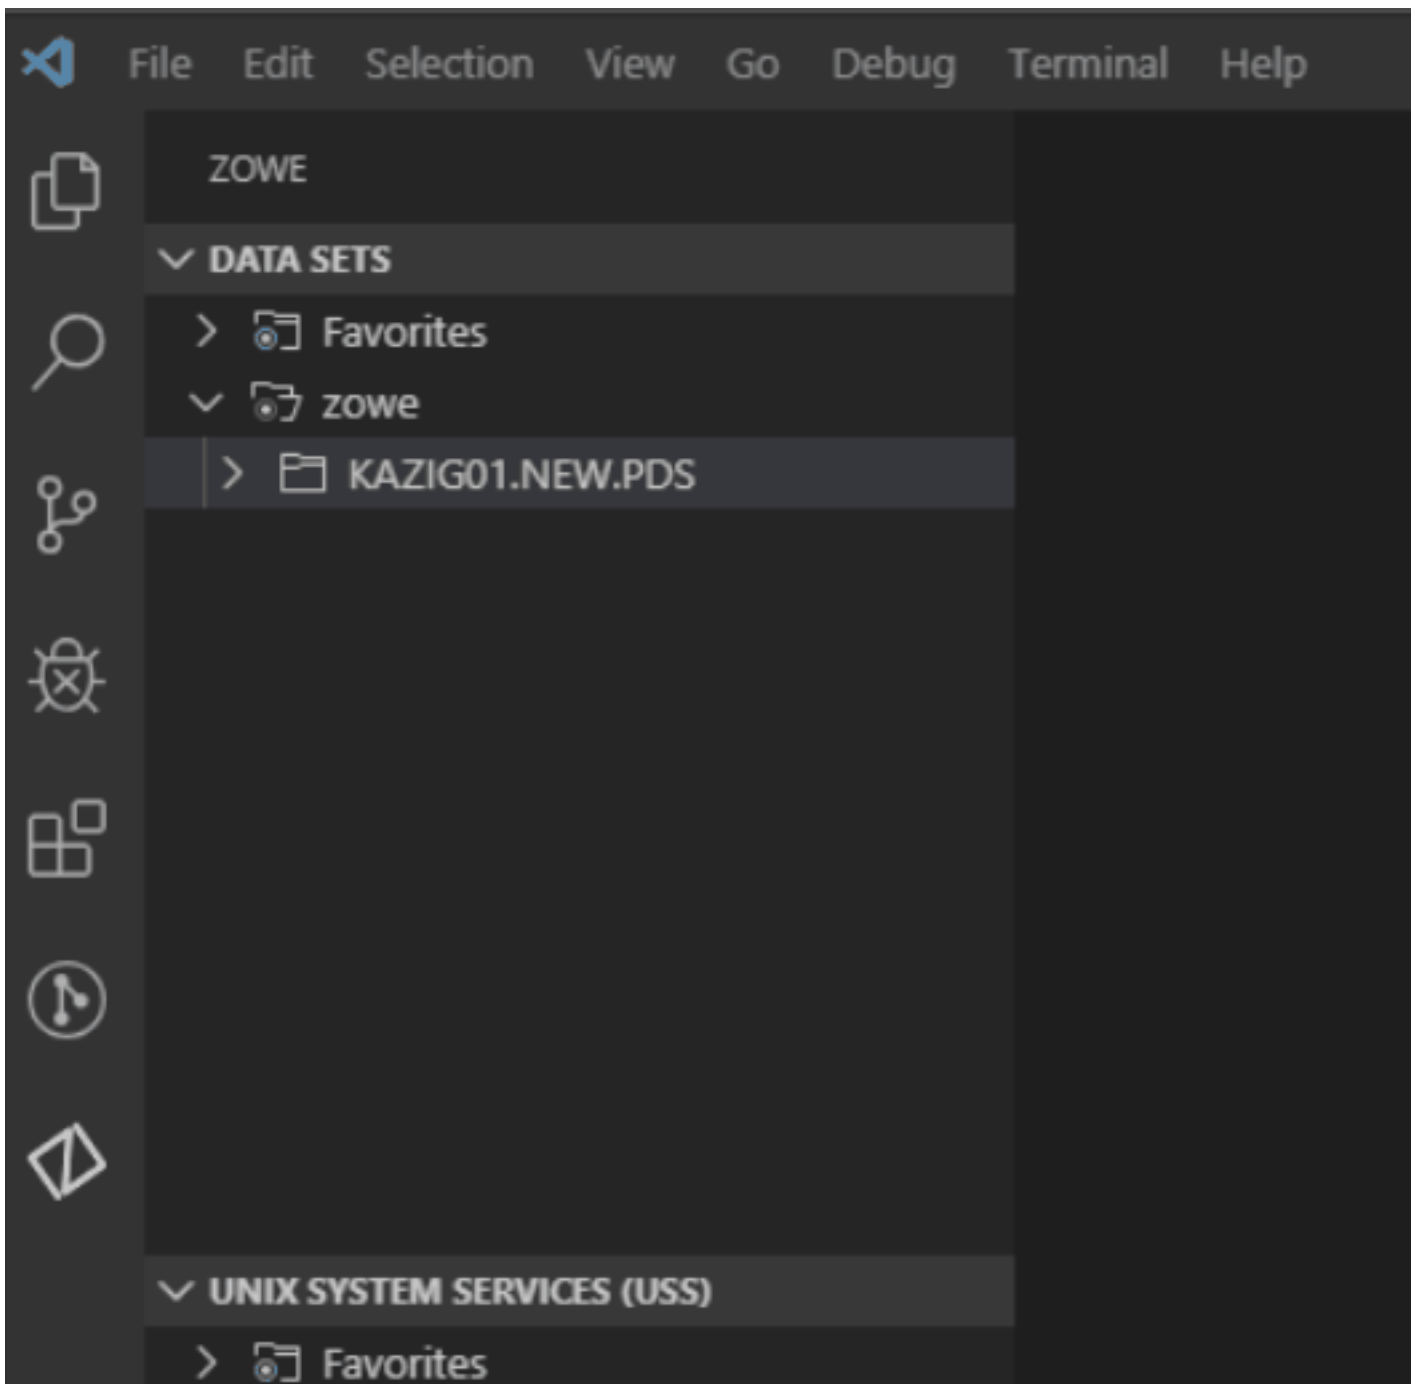 File Edit Selection View Go Debug Terminal Help
ZOWE
DATA SETS
Favorites
zowe
KAZIG01.NEW.PDS
UNIX SYSTEM SERVICES (USS)
Favorites